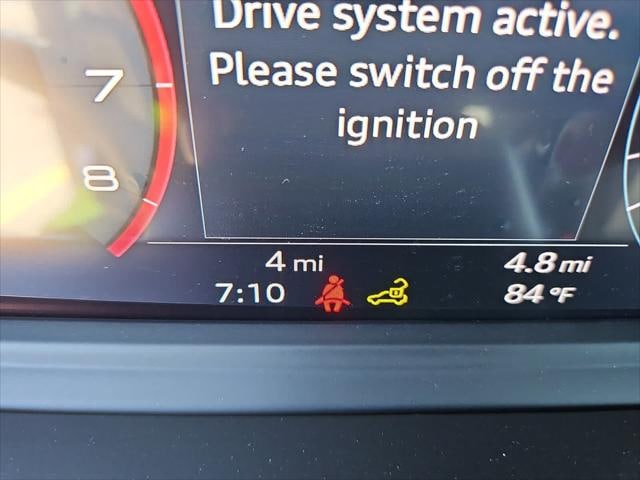 Drive system active.
Please switch off the
ignition
7
8
4 mi
4.8 mi
7:10
84 °F